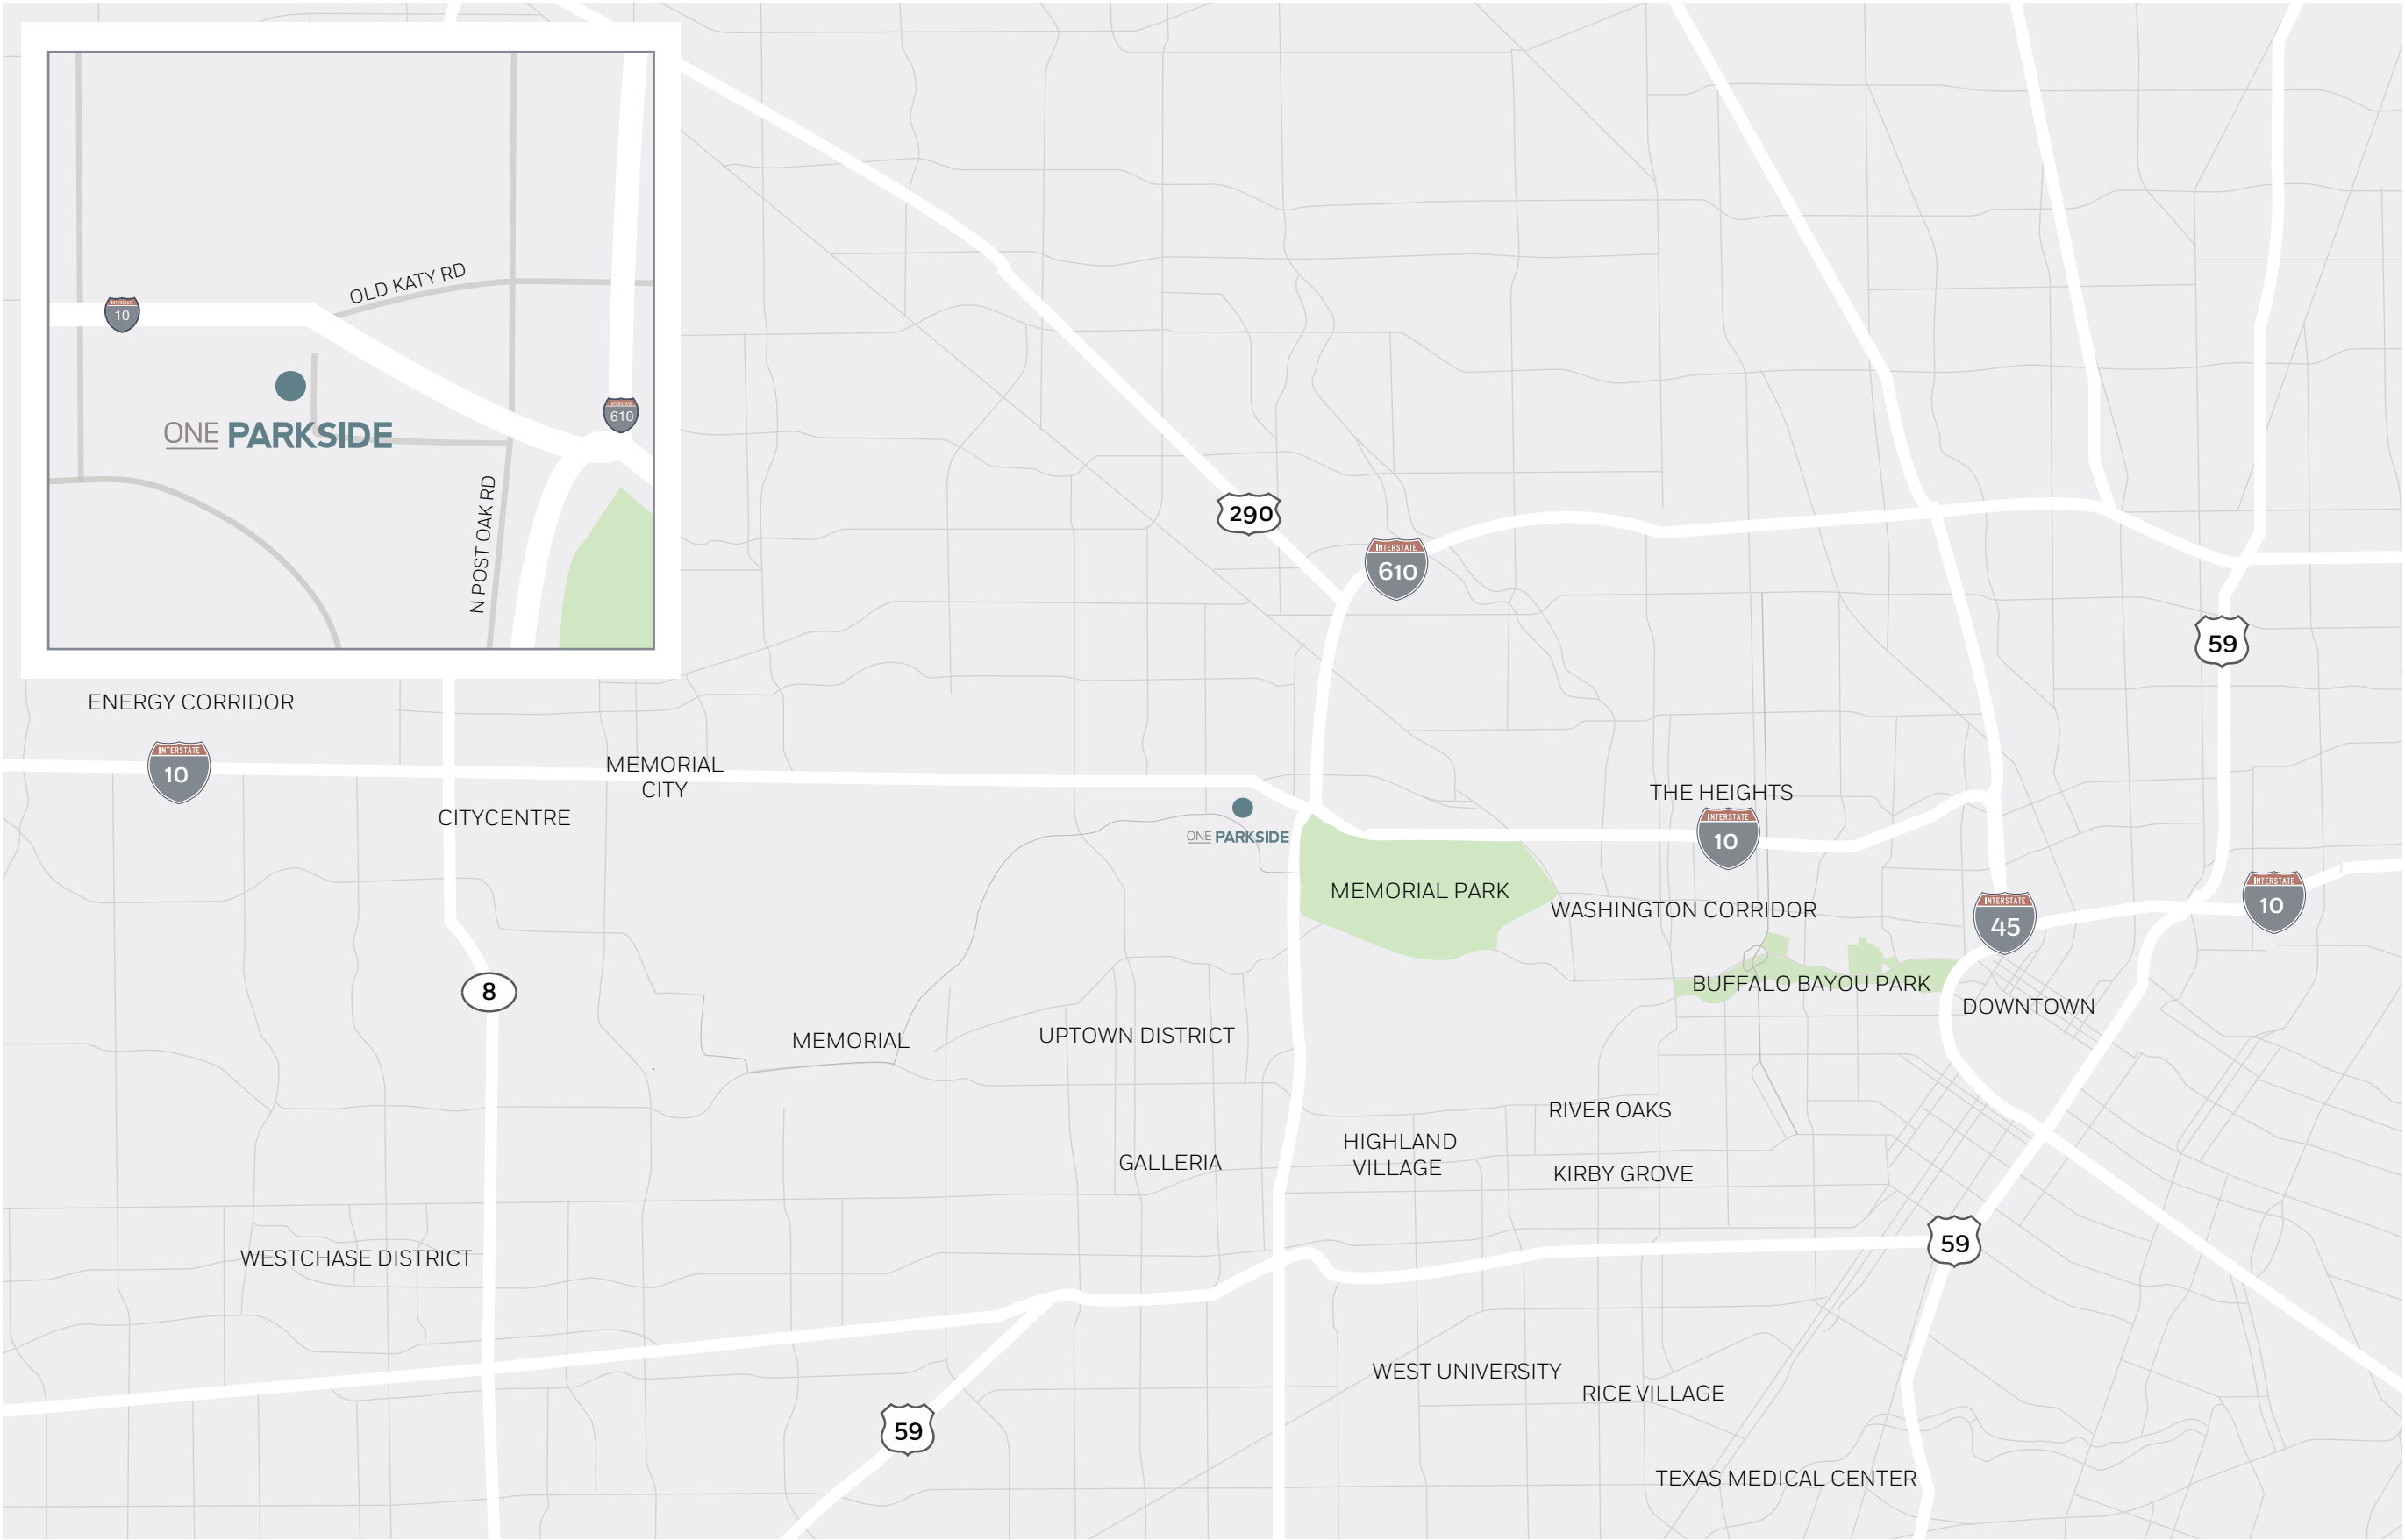 OLD KATY RD
INTERSTATE
10
INTERSTATE
610
ONE PARKSIDE
N POST OAK RD
290
INTERSTATE
610
59
ENERGY CORRIDOR
INTERSTATE
10
MEMORIAL
CITY
CITYCENTRE
THE HEIGHTS
ONE PARKSIDE
INTERSTATE
10
MEMORIAL PARK
WASHINGTON CORRIDOR
INTERSTATE
45
INTERSTATE
10
8
BUFFALO BAYOU PARK
DOWNTOWN
MEMORIAL
UPTOWN DISTRICT
RIVER OAKS
HIGHLAND
VILLAGE
GALLERIA
KIRBY GROVE
WESTCHASE DISTRICT
59
WEST UNIVERSITY
RICE VILLAGE
59
TEXAS MEDICAL CENTER